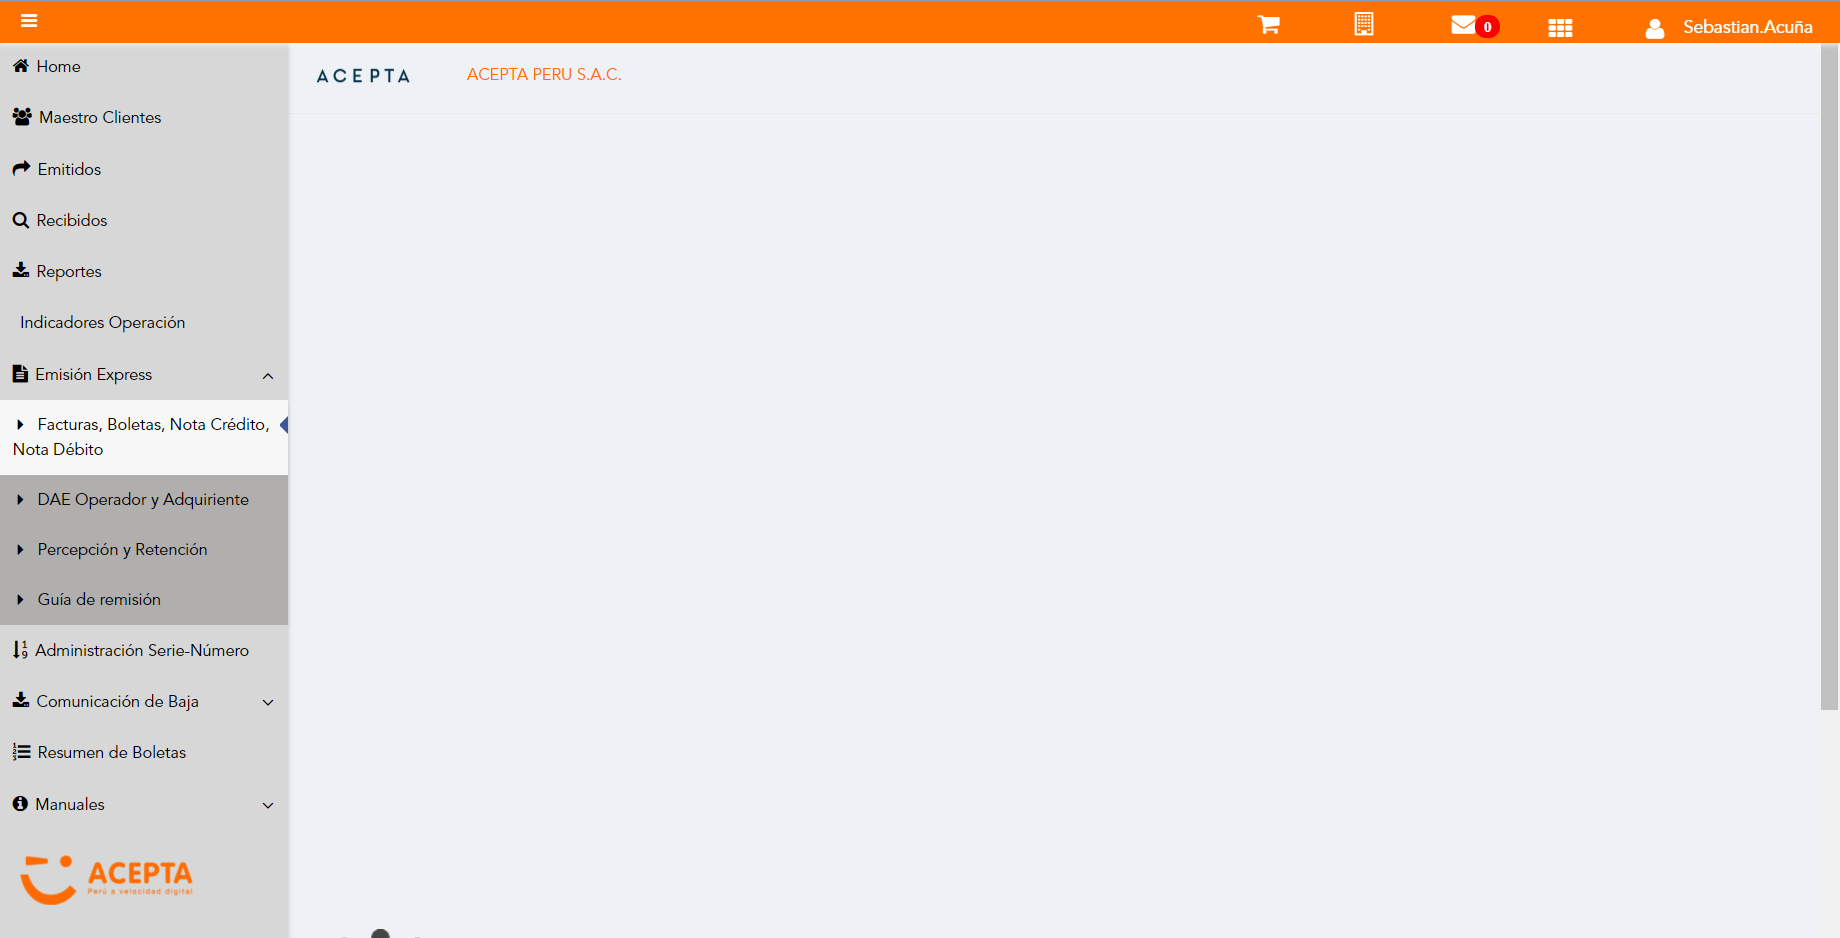 0
Sebastian.Acuña
Home
Maestro Clientes
Emitidos
Recibidos
Reportes
Indicadores Operación
Emisión Express
Facturas, Boletas, Nota Crédito,
Nota Débito
DAE Operador y Adquiriente
Percepción y Retención
Guía de remisión
Administración Serie-Número
Comunicación de Baja
Resumen de Boletas
Manuales
ACEPTA
Perú a velocidad digital
ACEPTA
ACEPTA PERU S.A.C.